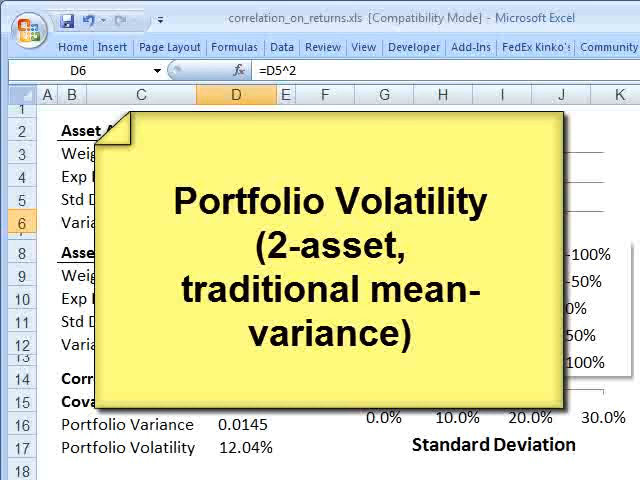 correlation_on_returns.xls [Compatibility Mode] - Microsoft Excel
Home Insert Formulas Data Review View Developer Add-Ins FedEx Kinko's Community
D6 fx =D5^2
A B C D E F G H I J K
1
2 Asset A
3 Weig
4 Exp
5 Std D
6 Varia
7
8 Asse
9 Weig
10 Exp
11 Std D
12 Varia
13
14 Corr
15 Cova
16 Portfolio Variance 0.0145
17 Portfolio Volatility 12.04%
18
Portfolio Volatility
(2-asset,
traditional mean-
variance)
-100%
-50%
0%
50%
100%
0.0% 10.0% 20.0% 30.0%
Standard Deviation